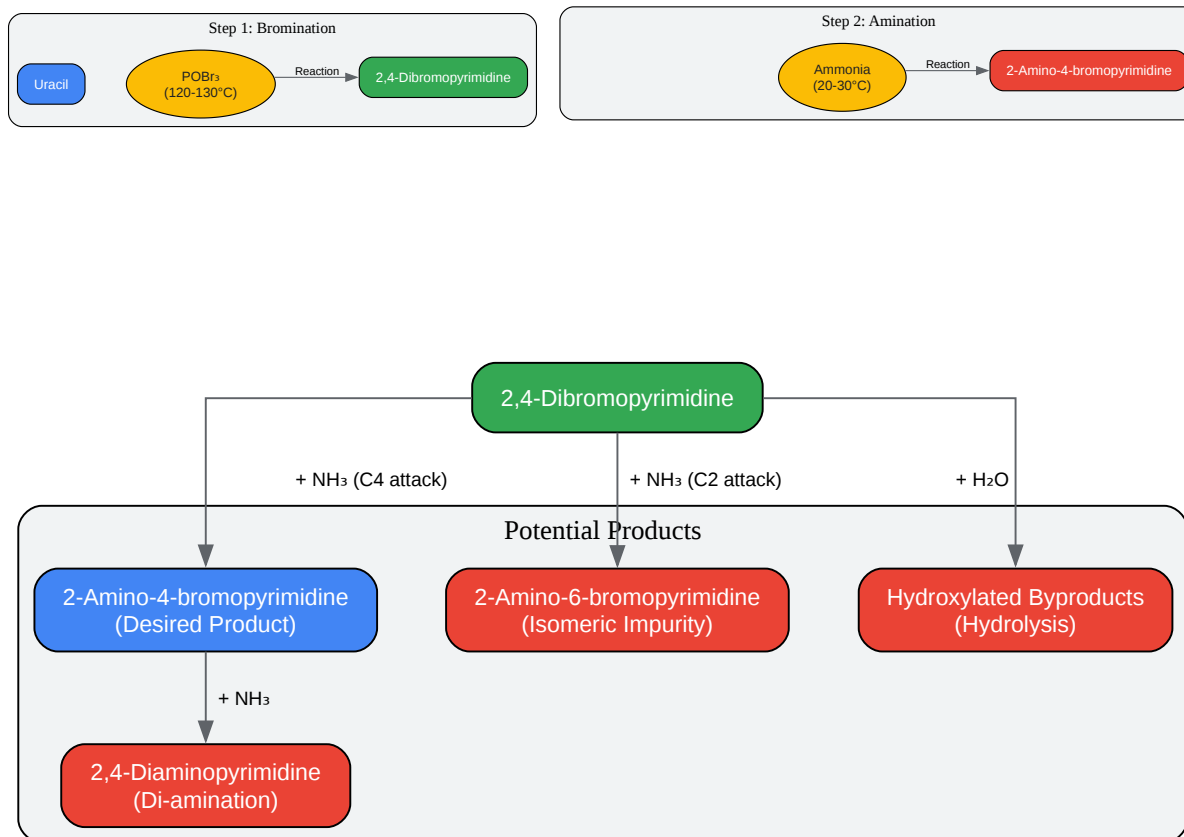 Step 1: Bromination
Uracil
POBr₃
(120-130°C)
Reaction
2,4-Dibromopyrimidine
Step 2: Amination
Ammonia
(20-30°C)
Reaction
2-Amino-4-bromopyrimidine
2,4-Dibromopyrimidine
+ NH₃ (C4 attack)
+ NH₃ (C2 attack)
+ H₂O
Potential Products
2-Amino-4-bromopyrimidine
(Desired Product)
2-Amino-6-bromopyrimidine
(Isomeric Impurity)
Hydroxylated Byproducts
(Hydrolysis)
+ NH₃
2,4-Diaminopyrimidine
(Di-amination)